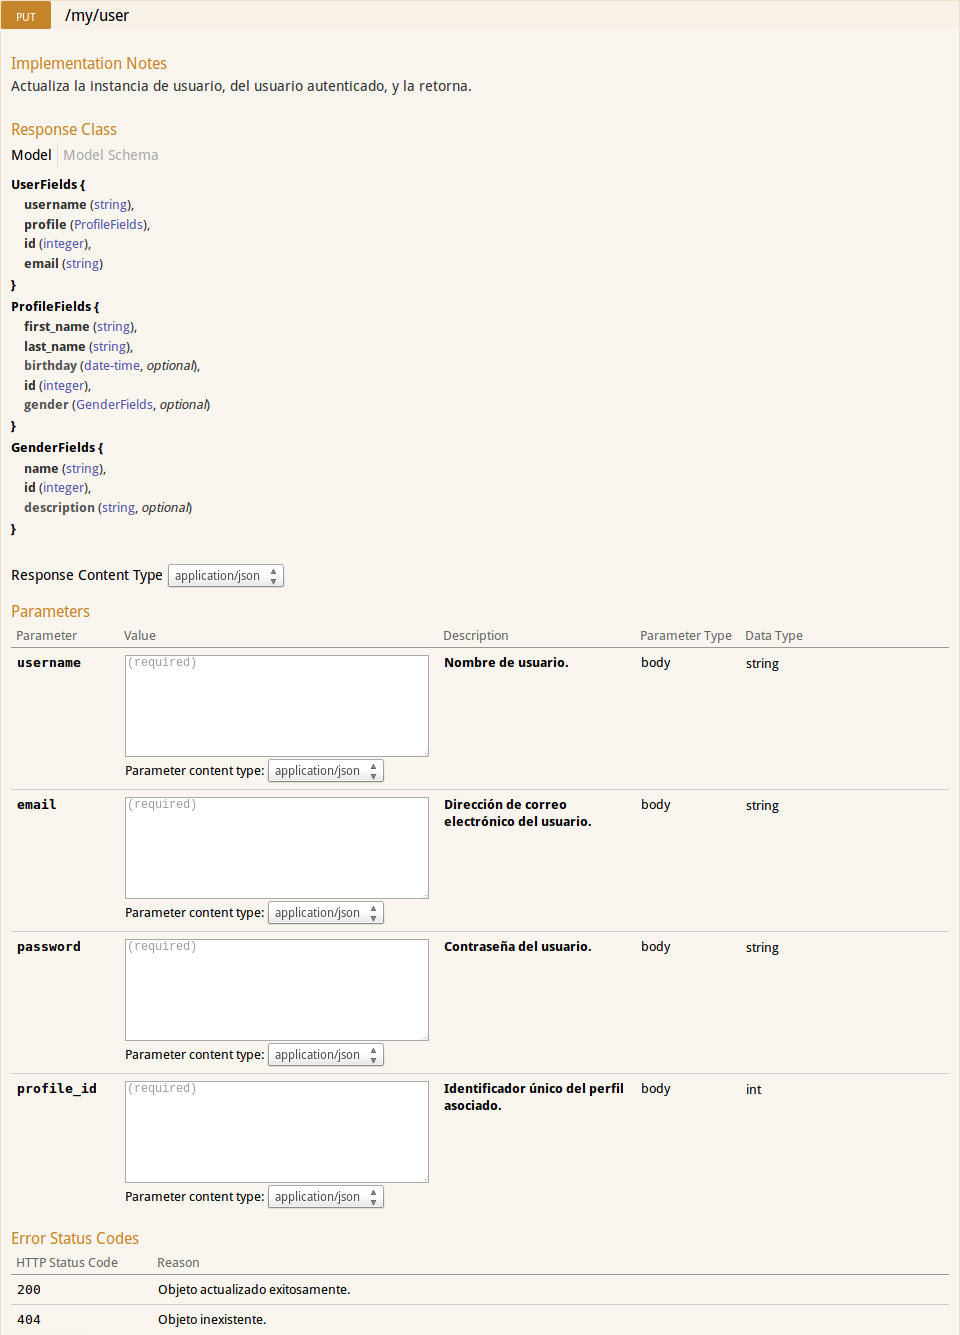 PUT /my/user
Implementation Notes
Actualiza la instancia de usuario, del usuario autenticado, y la retorna.
Response Class
Model Model Schema
UserFields {
username (string),
profile (ProfileFields),
id (integer),
email (string)
}
ProfileFields {
first_name (string),
last_name (string),
birthday (date-time, optional),
id (integer),
gender (GenderFields, optional)
}
GenderFields {
name (string),
id (integer),
description (string, optional)
}
Response Content Type application/json
Parameters
Parameter Value Description Parameter Type Data Type
username (required) Nombre de usuario. body string
Parameter content type: application/json
email (required) Dirección de correo body string
electrónico del usuario.
Parameter content type: application/json
password (required) Contraseña del usuario. body string
Parameter content type: application/json
profile_id (required) Identificador único del perfil body int
asociado.
Parameter content type: application/json
Error Status Codes
HTTP Status Code Reason
200 Objeto actualizado exitosamente.
404 Objeto inexistente.